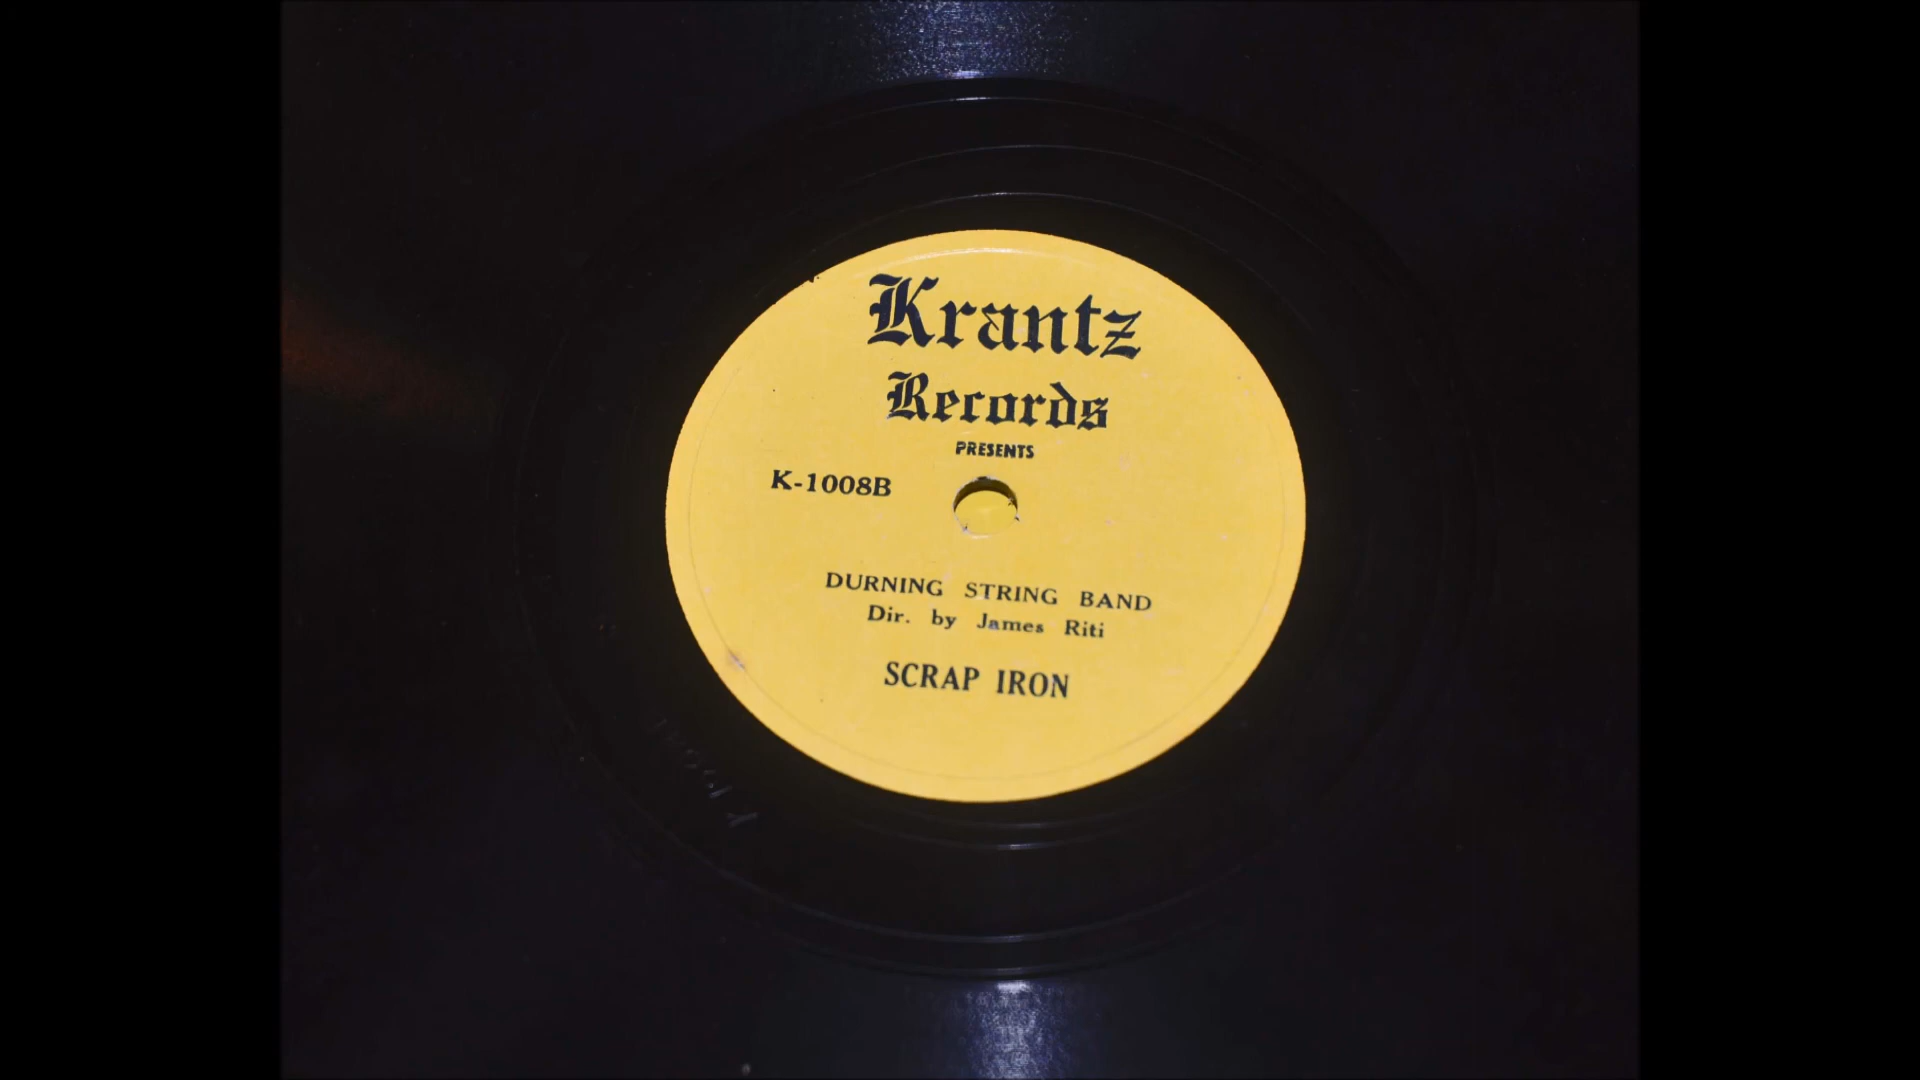 Krantz
Records
PRESENTS
K-1008B
DURNING STRING BAND
Dir. by James Riti
SCRAP IRON